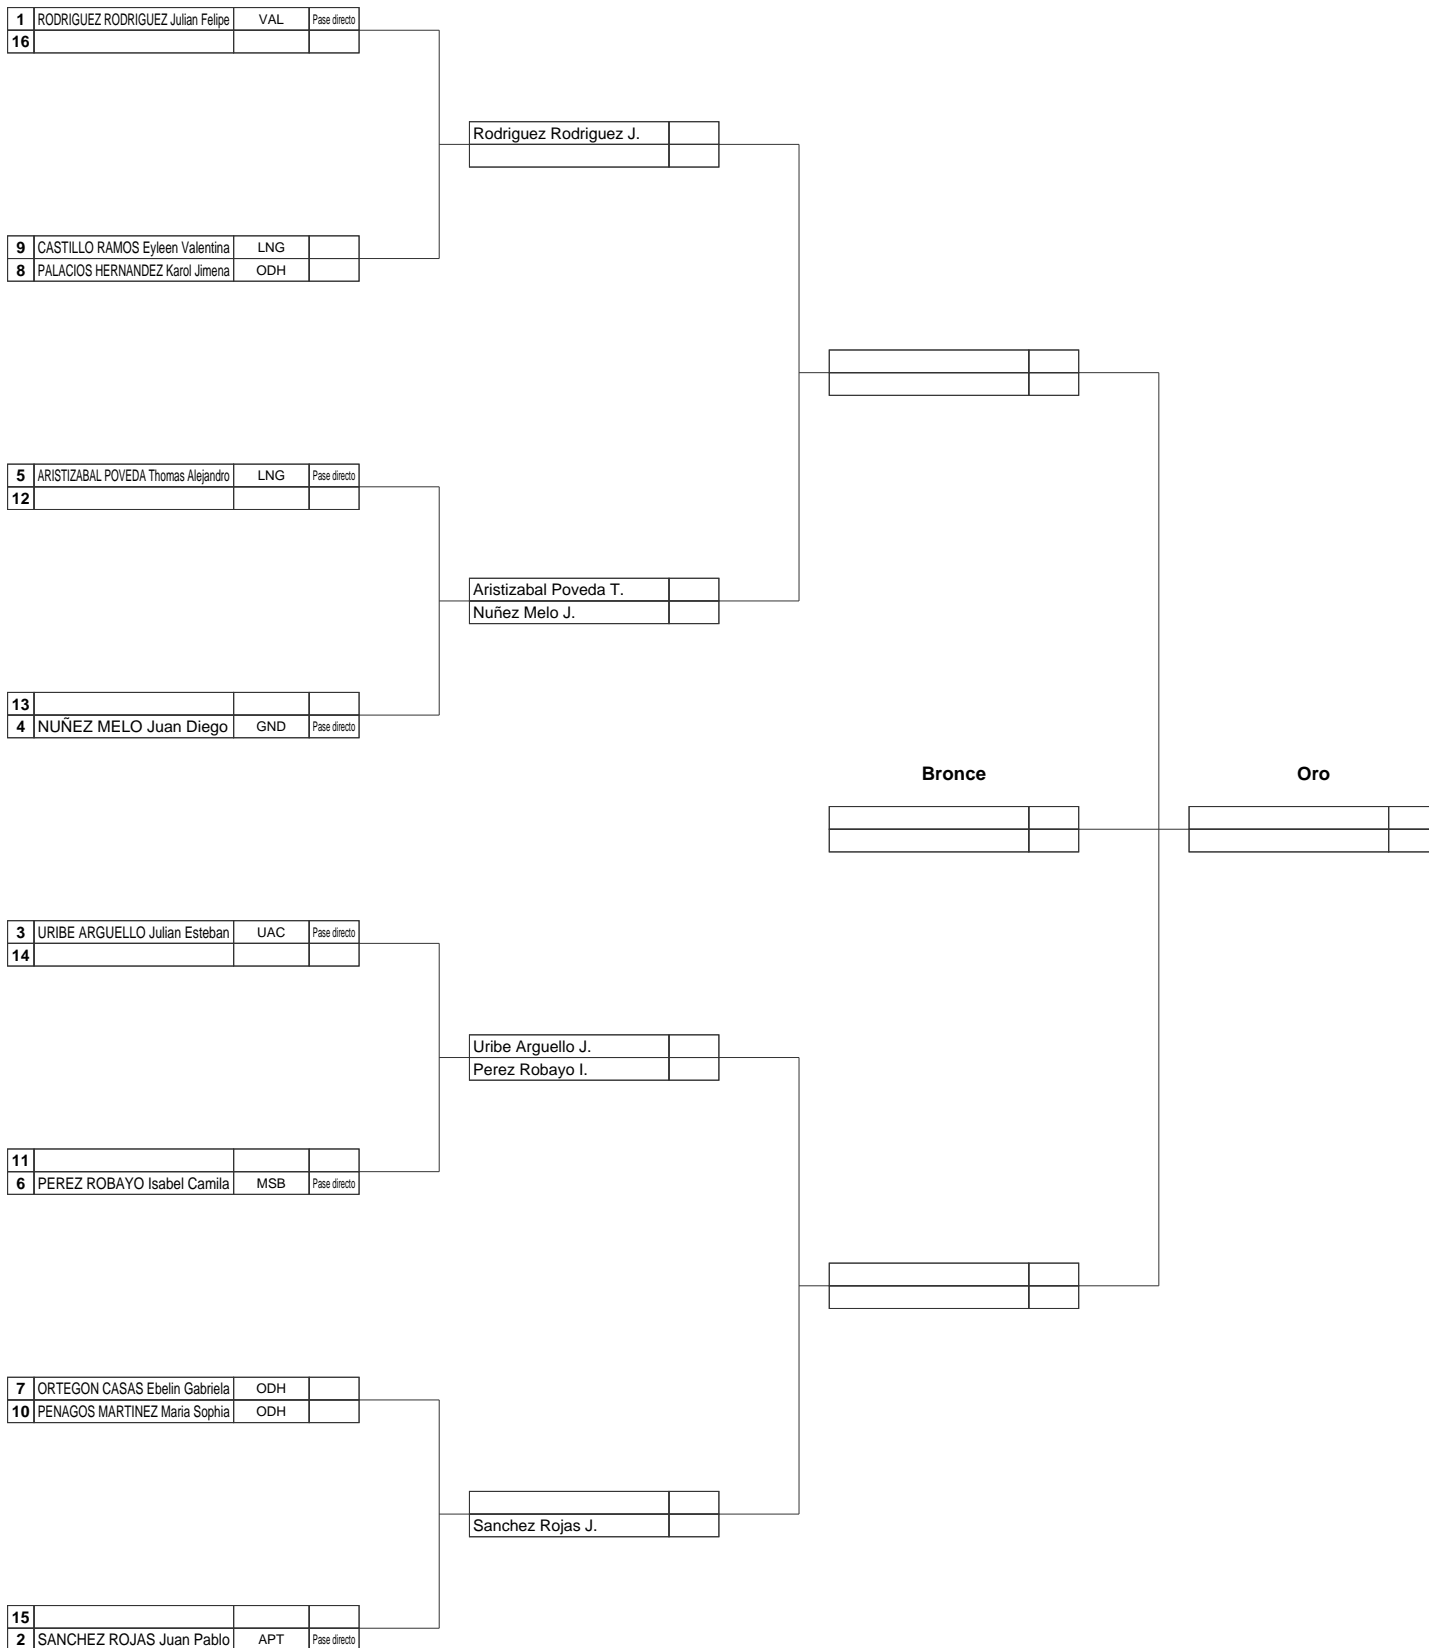 1 RODRIGUEZ RODRIGUEZ Julian Felipe VAL Pase directo
16
Rodriguez Rodriguez J.
9 CASTILLO RAMOS Eyleen Valentina LNG
8 PALACIOS HERNANDEZ Karol Jimena ODH
5 ARISTIZABAL POVEDA Thomas Alejandro LNG Pase directo
12
Aristizabal Poveda T.
Nuñez Melo J.
13
4 NUÑEZ MELO Juan Diego GND Pase directo
Bronce Oro
3 URIBE ARGUELLO Julian Esteban UAC Pase directo
14
Uribe Arguello J.
Perez Robayo I.
11
6 PEREZ ROBAYO Isabel Camila MSB Pase directo
7 ORTEGON CASAS Ebelin Gabriela ODH
10 PENAGOS MARTINEZ Maria Sophia ODH
Sanchez Rojas J.
15
2 SANCHEZ ROJAS Juan Pablo APT Pase directo